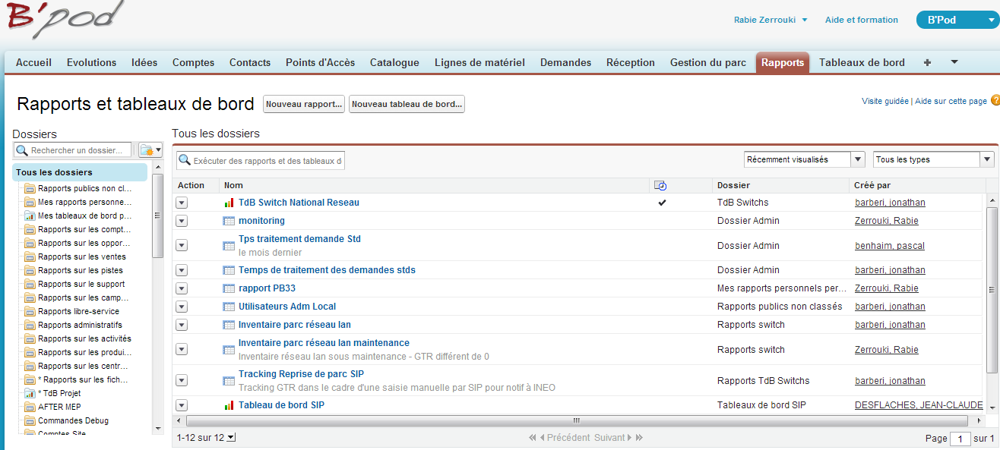 B'pod
Rabie Zerrouki Aide et formation B'Pod
Accueil Evolutions Idées Comptes Contacts Points d'Accès Catalogue Lignes de matériel Demandes Réception Gestion du parc Rapports Tableaux de bord +
Rapports et tableaux de bord Nouveau rapport... Nouveau tableau de bord...
Visite guidée | Aide sur cette page ?
Dossiers
Rechercher un dossier...
Tous les dossiers
Rapports publics non cl...
Mes rapports personne...
Mes tableaux de bord p...
Rapports sur les compt...
Rapports sur les oppor...
Rapports sur les ventes
Rapports sur les pistes
Rapports sur le support
Rapports sur les camp...
Rapports libre-service
Rapports administratifs
Rapports sur les activités
Rapports sur les produi...
Rapports sur les centr...
* Rapports sur les fich...
* TdB Projet
AFTER MEP
Commandes Debug
Comptes Site
Tous les dossiers
Exécuter des rapports et des tableaux d
Récemment visualisés Tous les types
Action Nom Dossier Créé par
TdB Switch National Reseau TdB Switchs barberi, jonathan
monitoring Dossier Admin Zerrouki, Rabie
Tps traitement demande Std Dossier Admin benhaim, pascal
le mois dernier
Temps de traitement des demandes stds Dossier Admin barberi, jonathan
rapport PB33 Mes rapports personnels per... Zerrouki, Rabie
Utilisateurs Adm Local Rapports publics non classés barberi, jonathan
Inventaire parc réseau lan Rapports switch barberi, jonathan
Inventaire parc réseau lan maintenance Rapports switch Zerrouki, Rabie
Inventaire réseau lan sous maintenance - GTR différent de 0
Tracking Reprise de parc SIP Rapports TdB Switchs barberi, jonathan
Tracking GTR dans le cadre d'une saisie manuelle par SIP pour notif à INEO
Tableau de bord SIP Tableaux de bord SIP DESFLACHES, JEAN-CLAUDE
1-12 sur 12 Précédent Suivant Page 1 sur 1